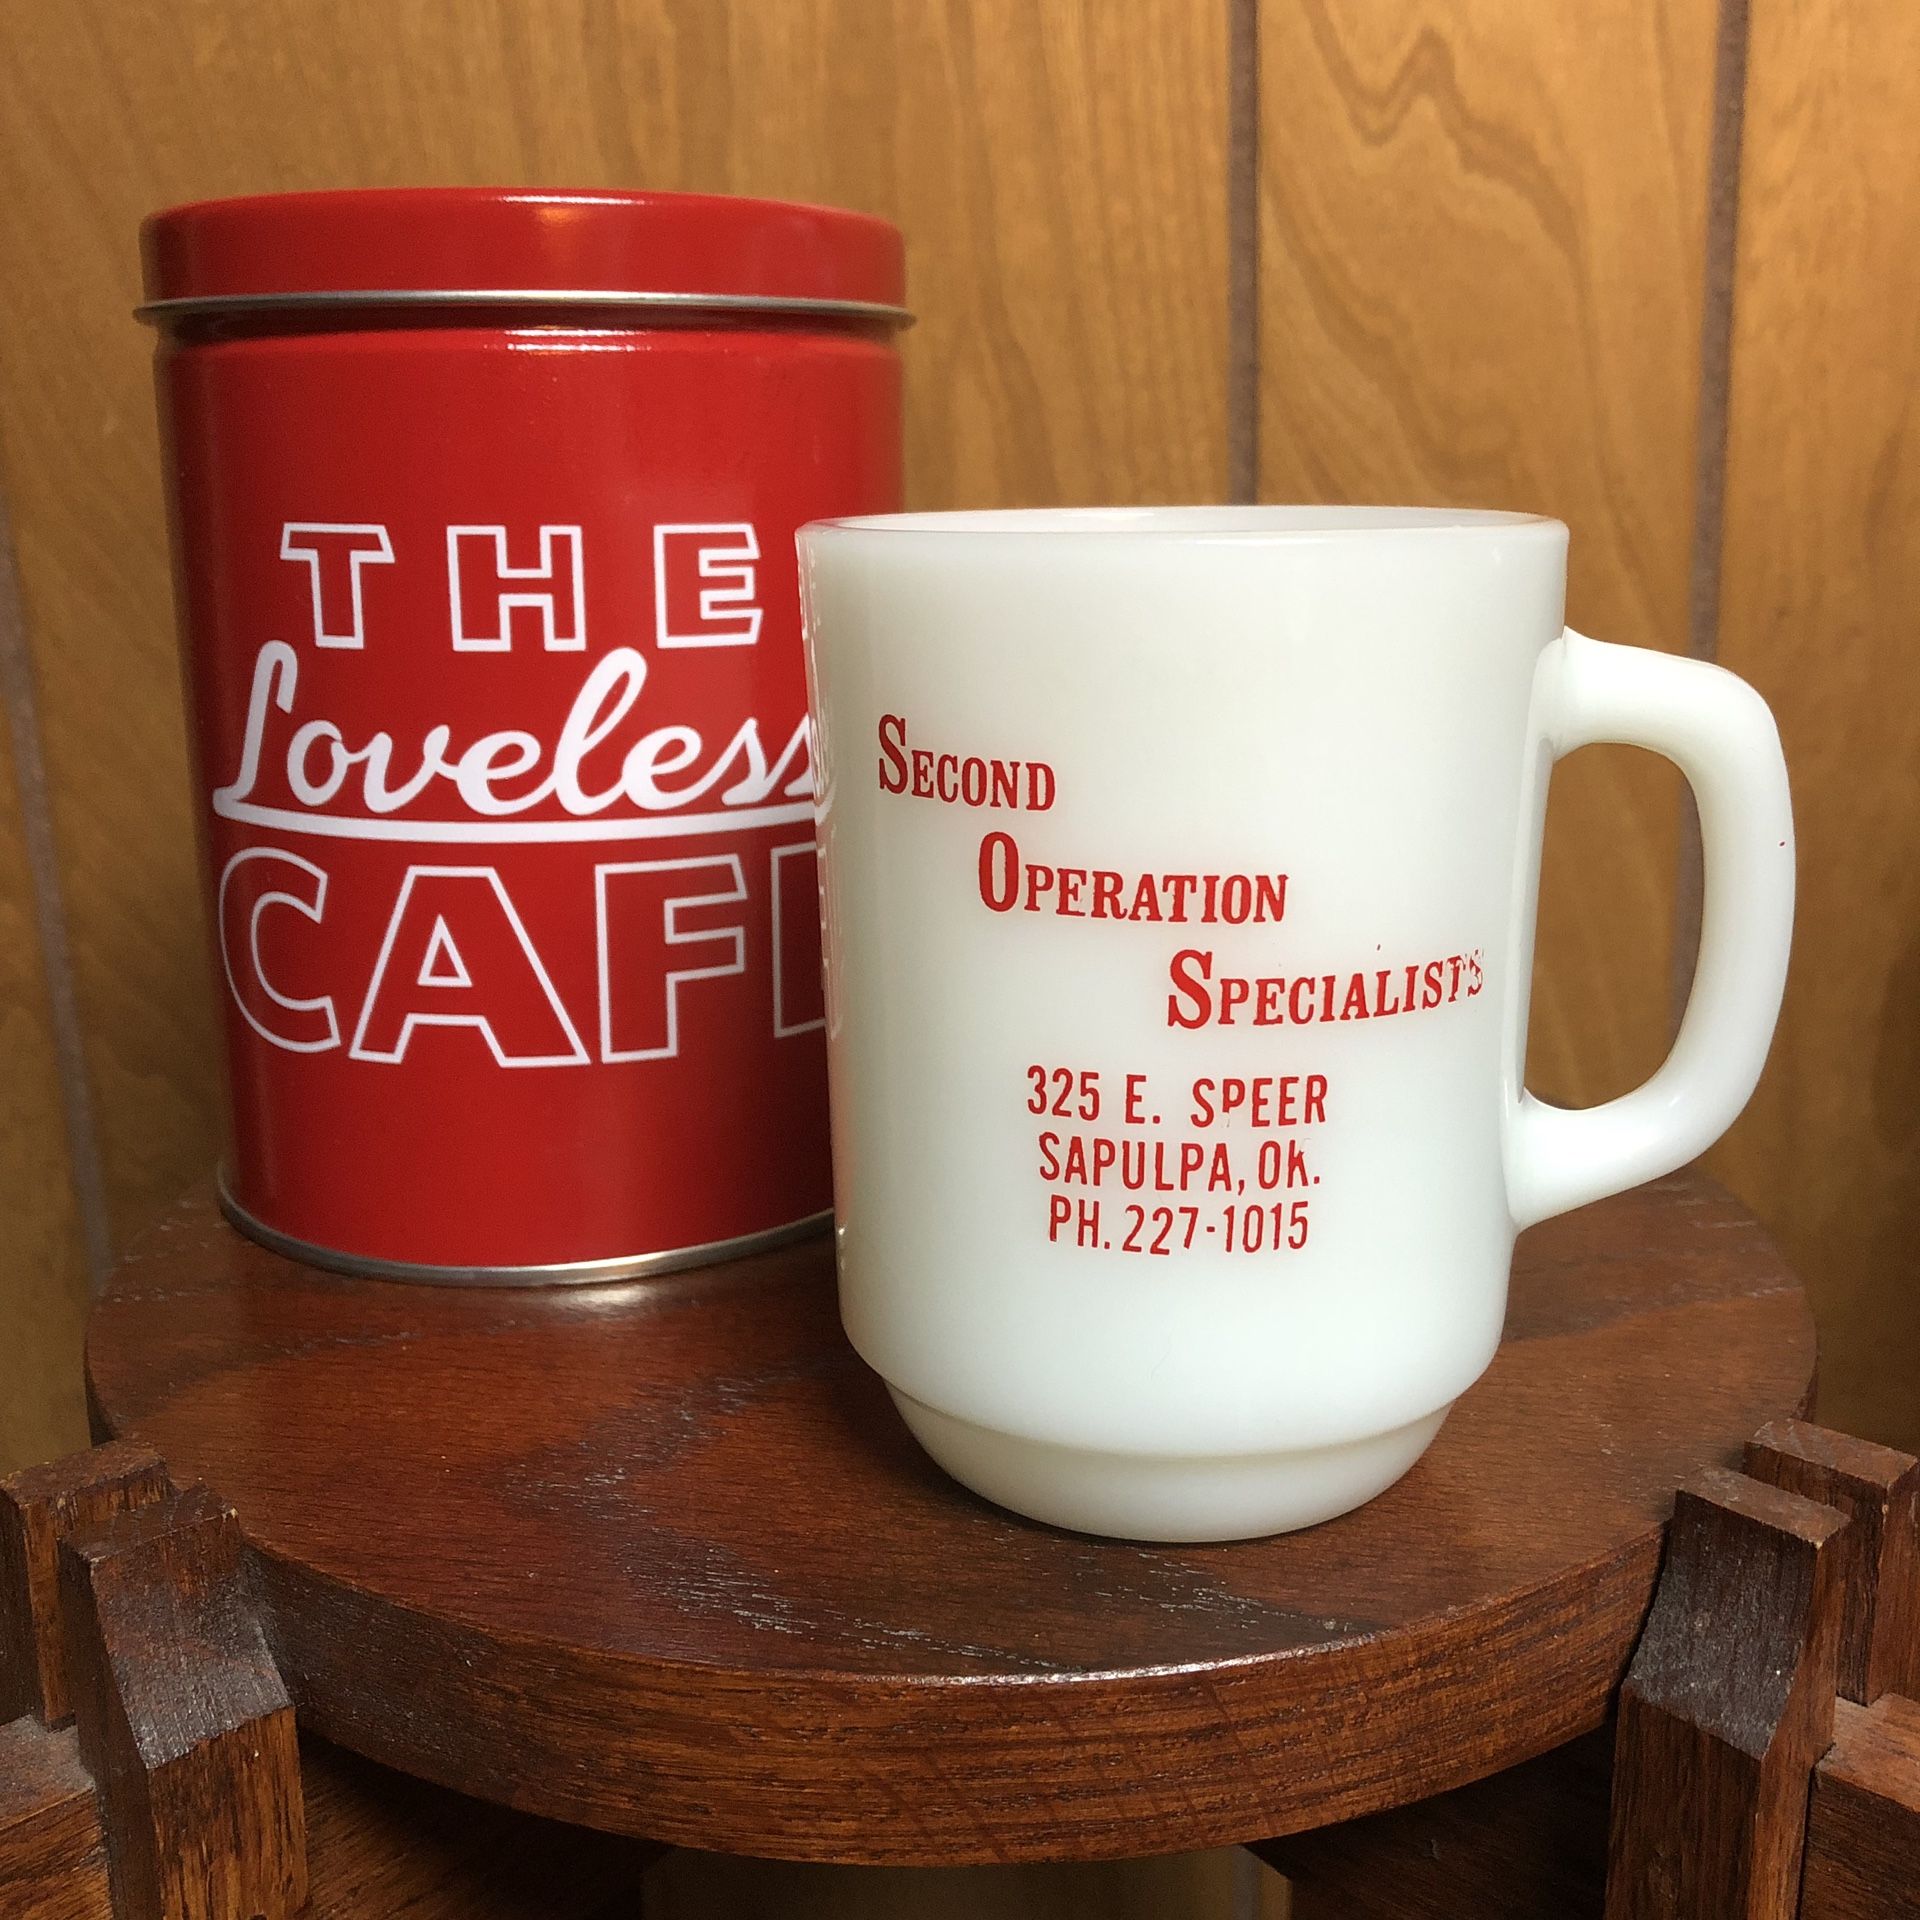 THE
Loveless
CAFE
SECOND
OPERATION
SPECIALISTS
325 E. SPEER
SAPULPA, OK.
PH. 227-1015